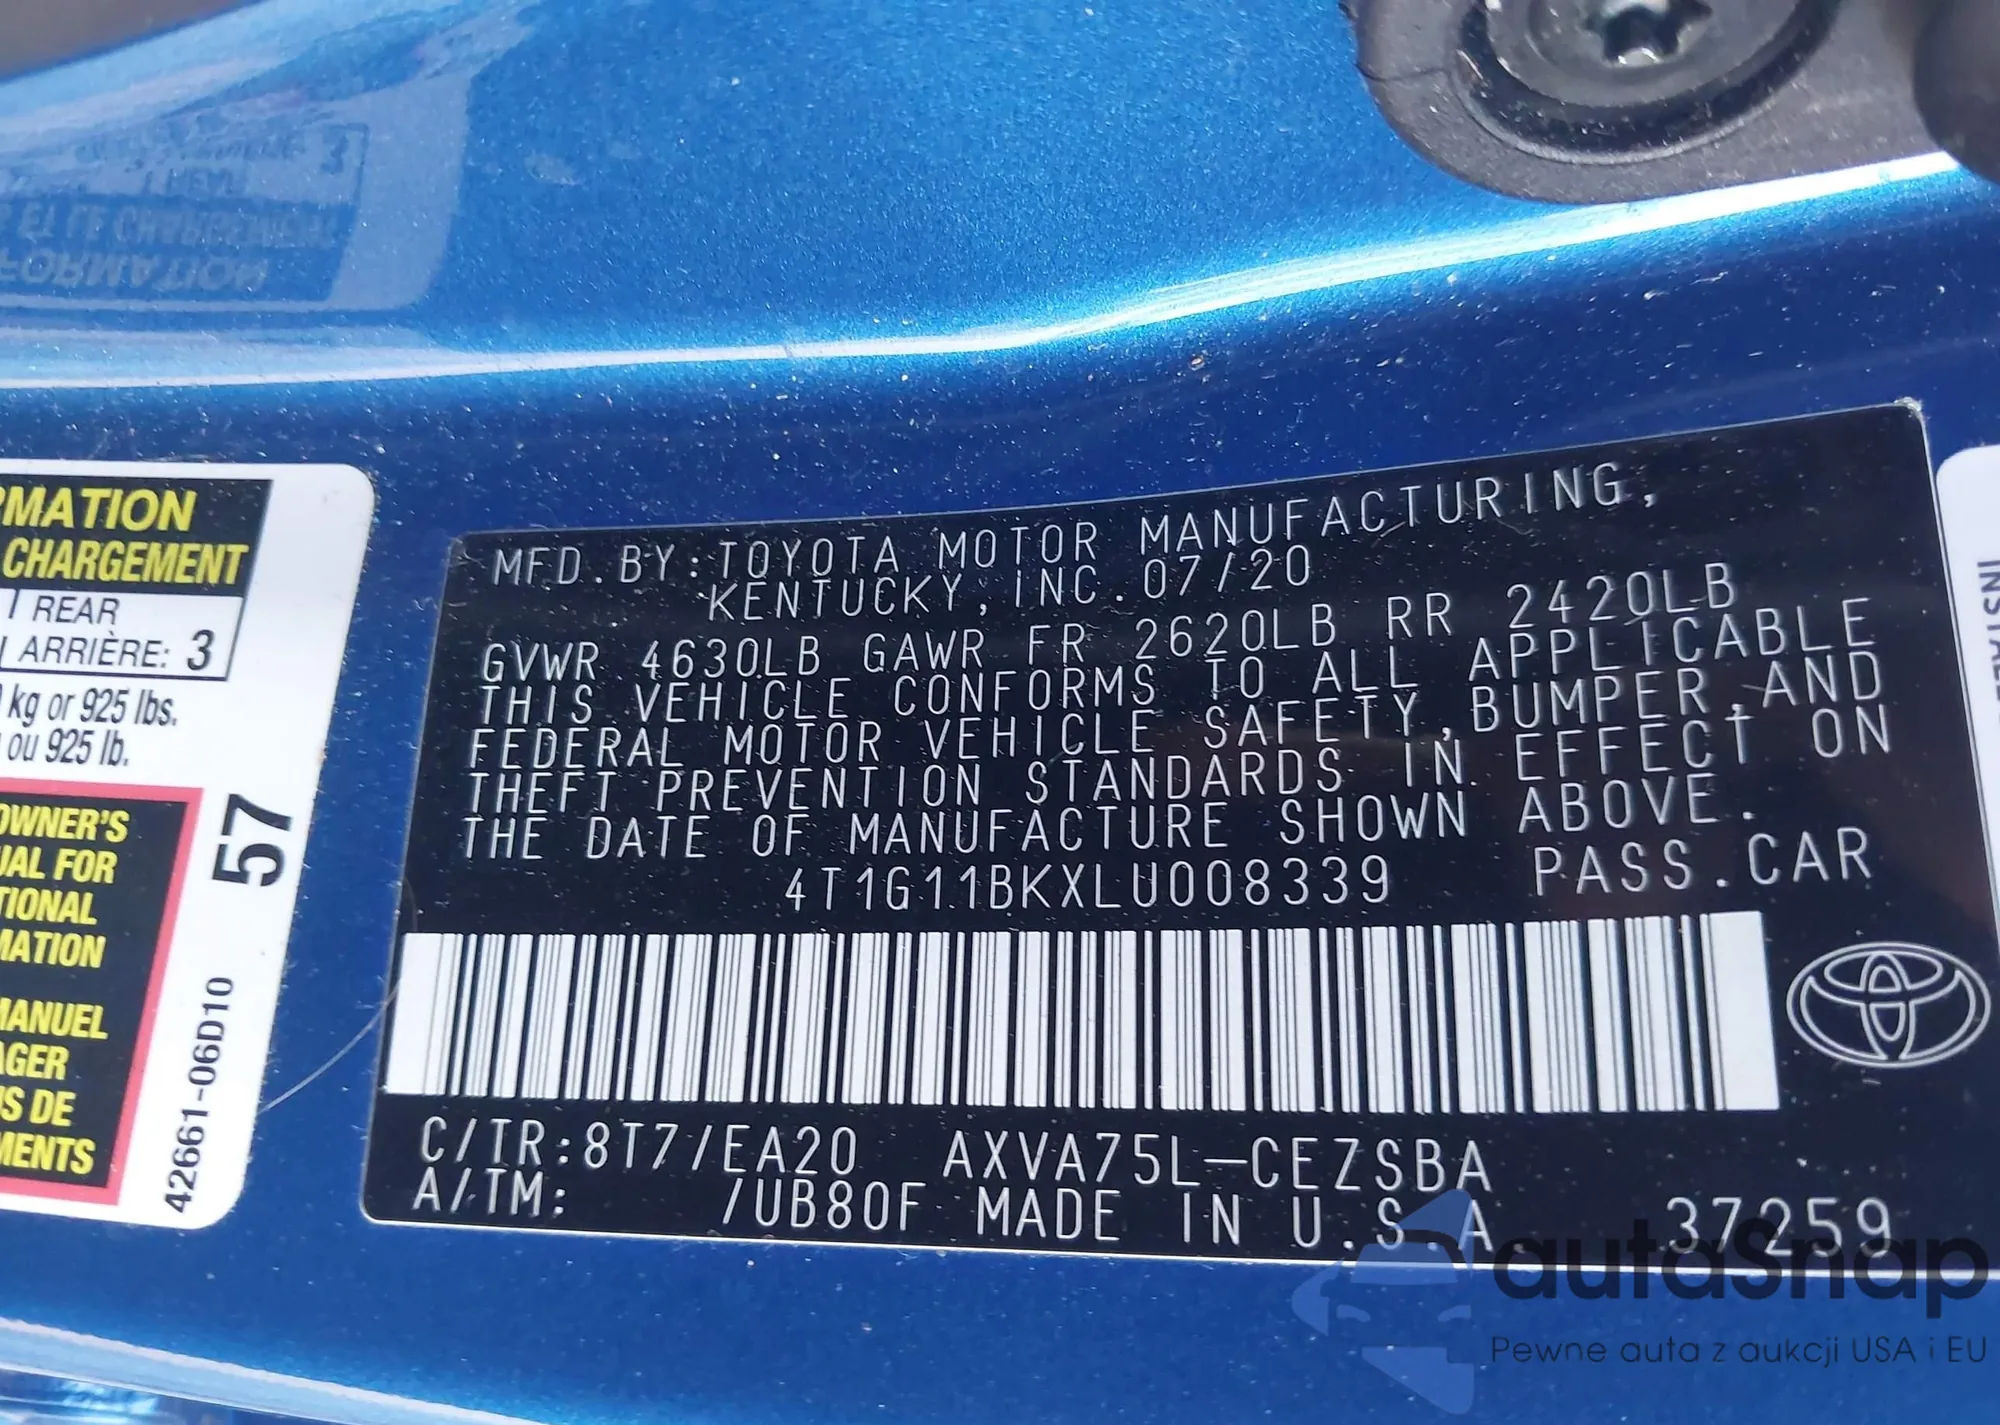 RMATION
CHARGEMENT
REAR
ARRIÈRE: 3
kg or 925 lbs.
ou 925 lb.
OWNER'S
UAL FOR
TIONAL
MATION
MANUEL
AGER
US DE
MENTS
57
42661-06D10
MFD.BY:TOYOTA MOTOR MANUFACTURING,
KENTUCKY, INC. 07/20
GVWR 4630LB GAWR FR 2620LB RR 2420LB
THIS VEHICLE CONFORMS TO ALL APPLICABLE
FEDERAL MOTOR VEHICLE SAFETY,BUMPER,AND
THEFT PREVENTION STANDARDS IN EFFECT ON
THE DATE OF MANUFACTURE SHOWN ABOVE.
4T1G11BKXLU008339 PASS.CAR
C/TR:8T7/EA20 AXVA75L-CEZSBA
A/TM: /UB80F MADE IN U.S.A. 37259
INSTALL
autoSnap
Pewne auta z aukcji USA i EU